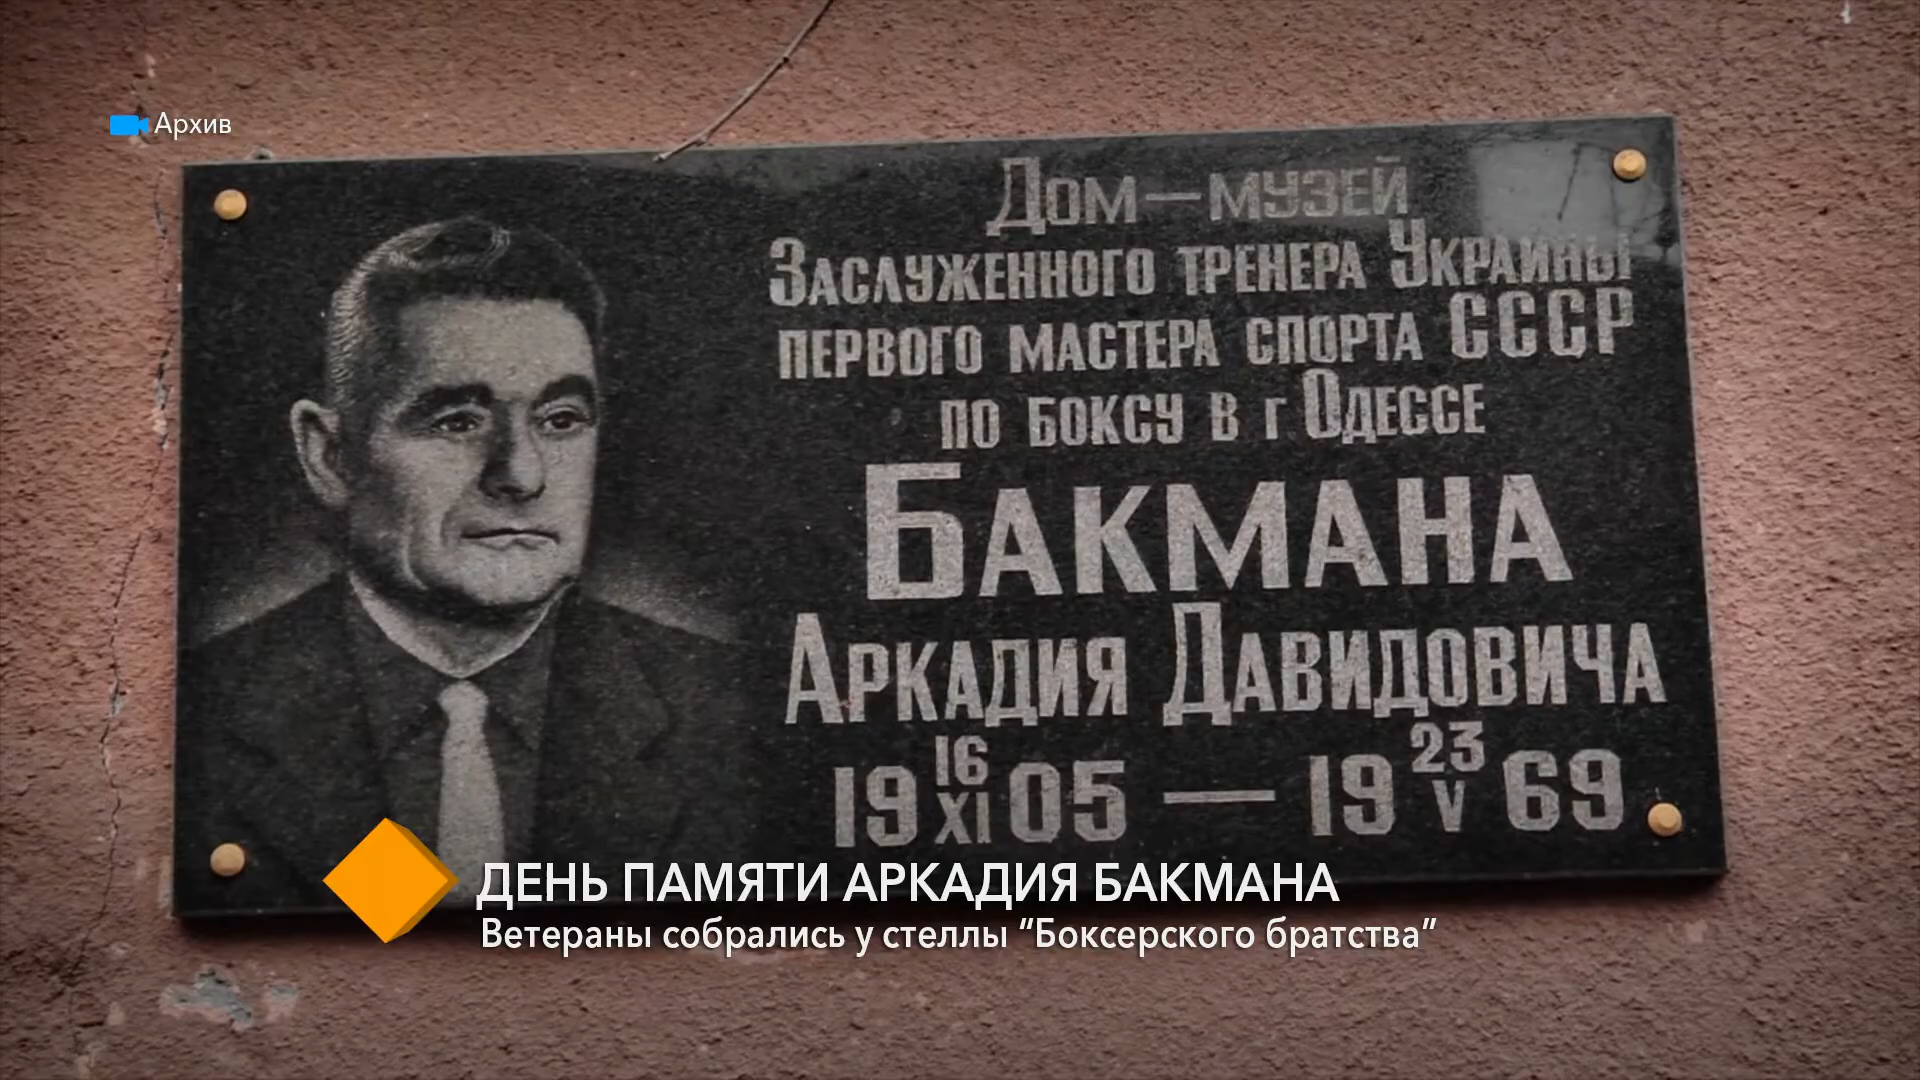 Архив
Дом — музей
Заслуженного тренера Украины
первого мастера спорта СССР
по боксу в г Одессе
Бакмана
Аркадия Давидовича
19 16 XI 05 — 19 23 V 69
ДЕНЬ ПАМЯТИ АРКАДИЯ БАКМАНА
Ветераны собрались у стеллы “Боксерского братства”